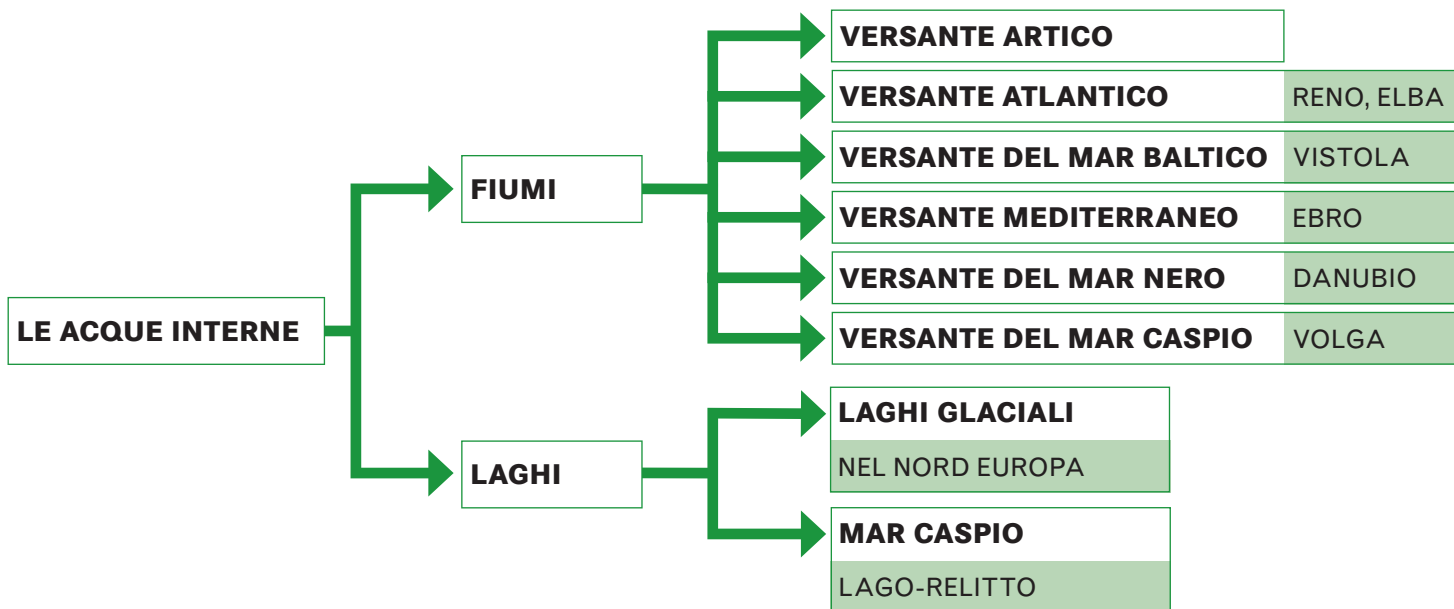 VERSANTE ARTICO
VERSANTE ATLANTICO RENO, ELBA
VERSANTE DEL MAR BALTICO VISTOLA
FIUMI
VERSANTE MEDITERRANEO EBRO
VERSANTE DEL MAR NERO DANUBIO
LE ACQUE INTERNE
VERSANTE DEL MAR CASPIO VOLGA
LAGHI GLACIALI
NEL NORD EUROPA
LAGHI
MAR CASPIO
LAGO-RELITTO